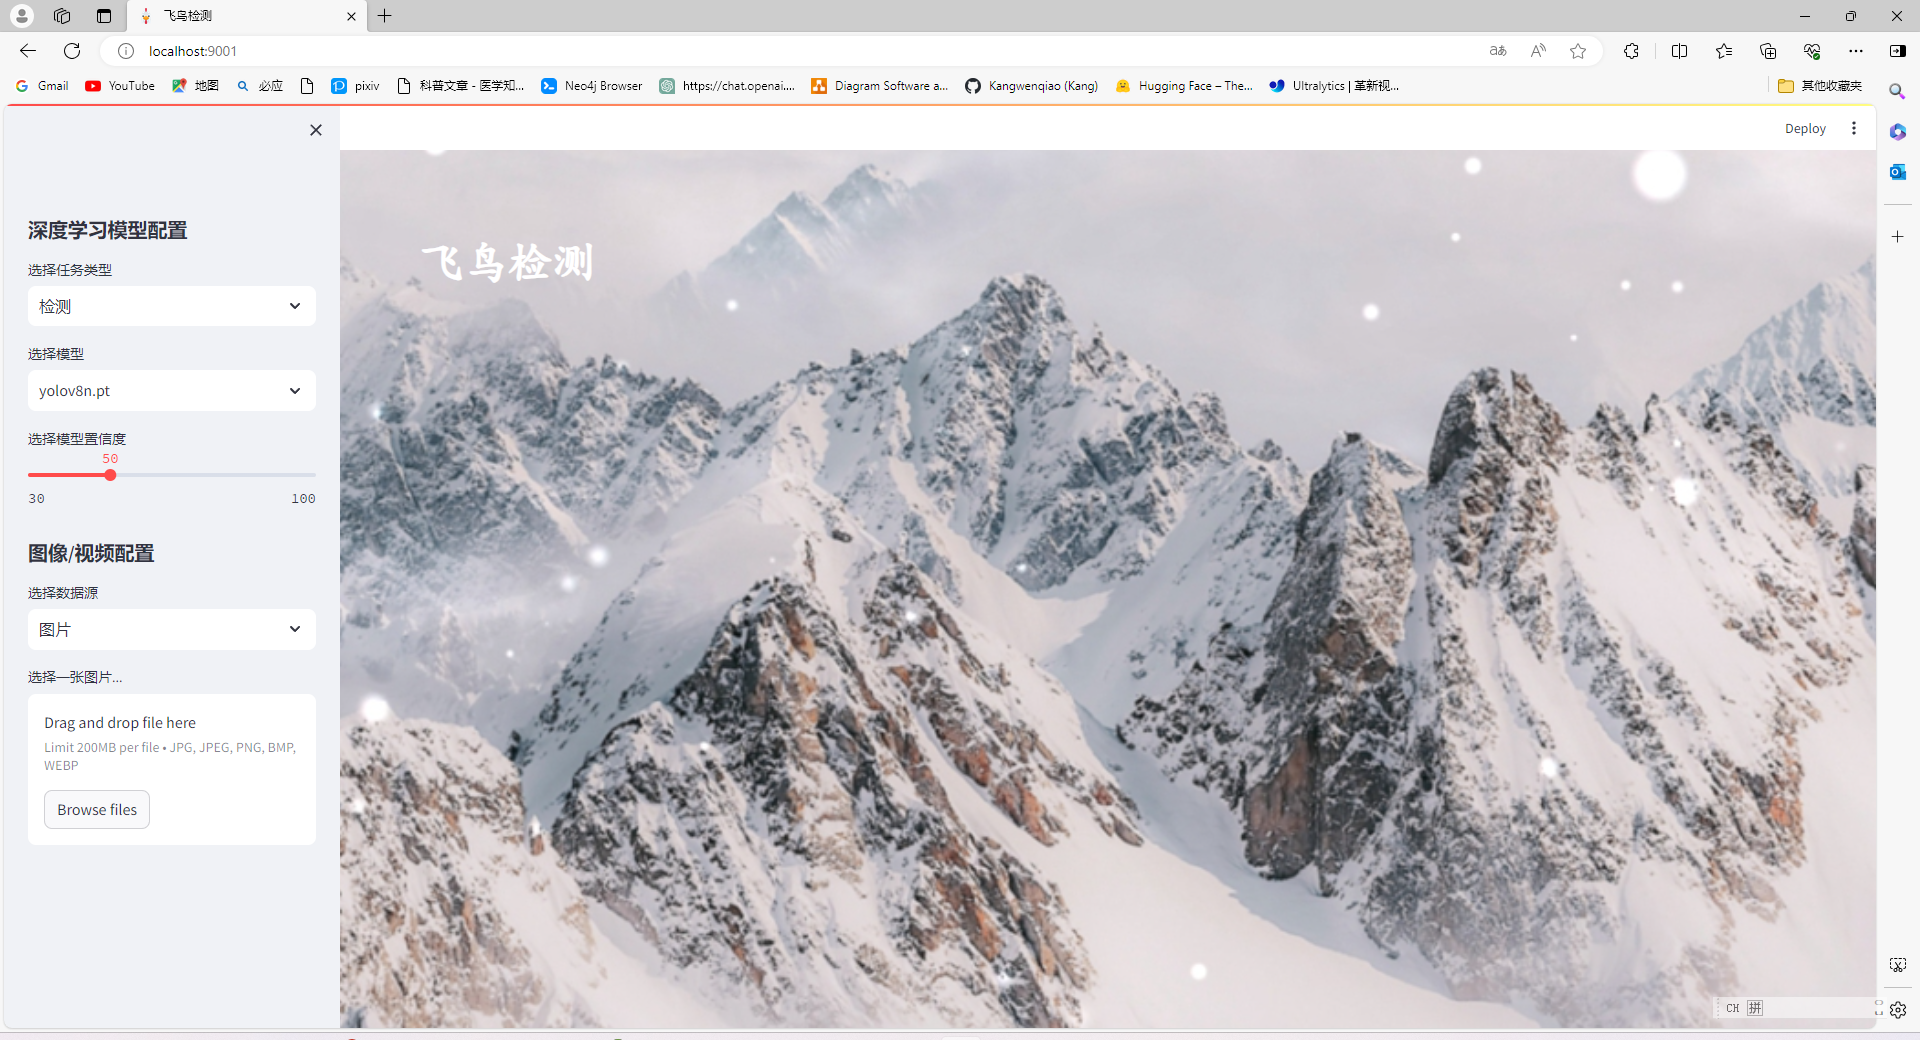 飞鸟检测
localhost:9001
aあ
Gmail
YouTube
地图
必应
pixiv
科普文章 - 医学知...
Neo4j Browser
https://chat.openai....
Diagram Software a...
Kangwenqiao (Kang)
Hugging Face – The...
Ultralytics | 革新视...
其他收藏夹
Deploy
深度学习模型配置
选择任务类型
检测
选择模型
yolov8n.pt
选择模型置信度
50
30
100
图像/视频配置
选择数据源
图片
选择一张图片...
Drag and drop file here
Limit 200MB per file • JPG, JPEG, PNG, BMP,
WEBP
Browse files
飞鸟检测
CH 拼